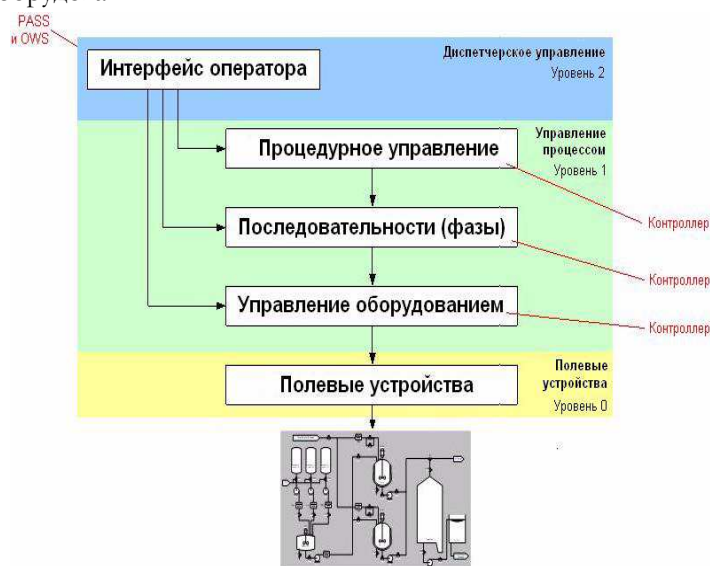 PASS
и OWS
Диспетчерское управление
Уровень 2
Интерфейс оператора
Управление
процессом
Уровень 1
Процедурное управление
Контроллер
Последовательности (фазы)
Контроллер
Управление оборудованием
Контроллер
Полевые
устройства
Уровень 0
Полевые устройства